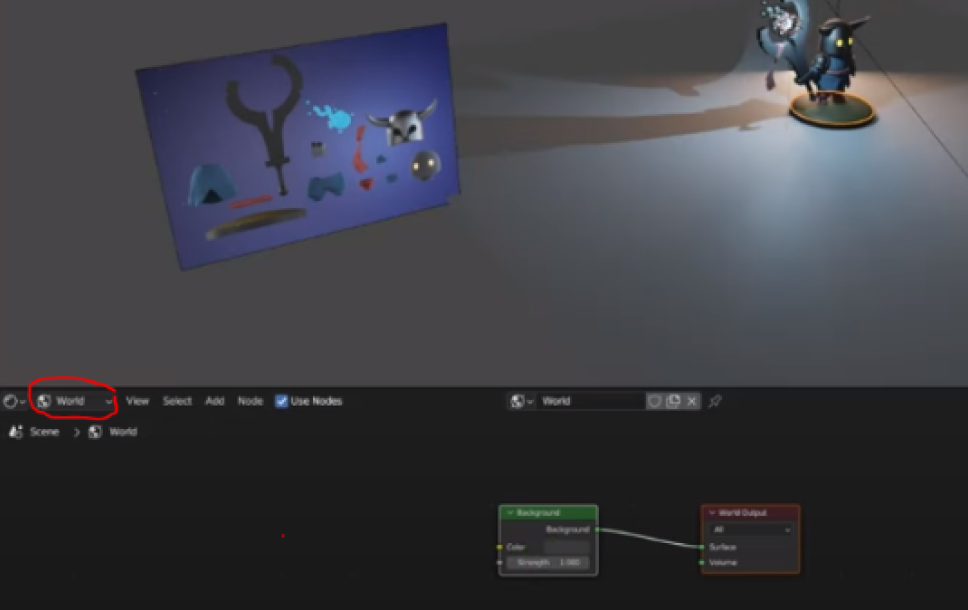 World View Select Add Node Use Nodes World
Scene > World
Background
Background
Color
Strength 1.000
World Output
All
Surface
Volume